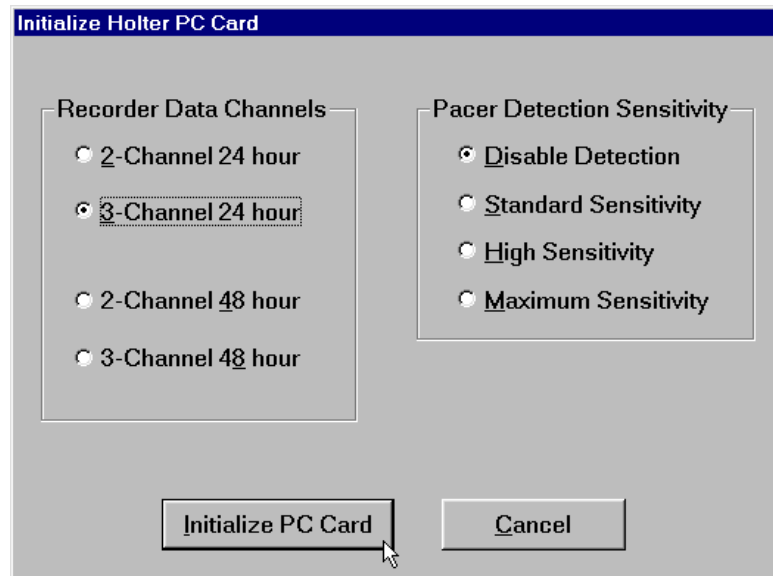 Initialize Holter PC Card
Recorder Data Channels
2-Channel 24 hour
3-Channel 24 hour
2-Channel 48 hour
3-Channel 48 hour
Pacer Detection Sensitivity
Disable Detection
Standard Sensitivity
High Sensitivity
Maximum Sensitivity
Initialize PC Card
Cancel